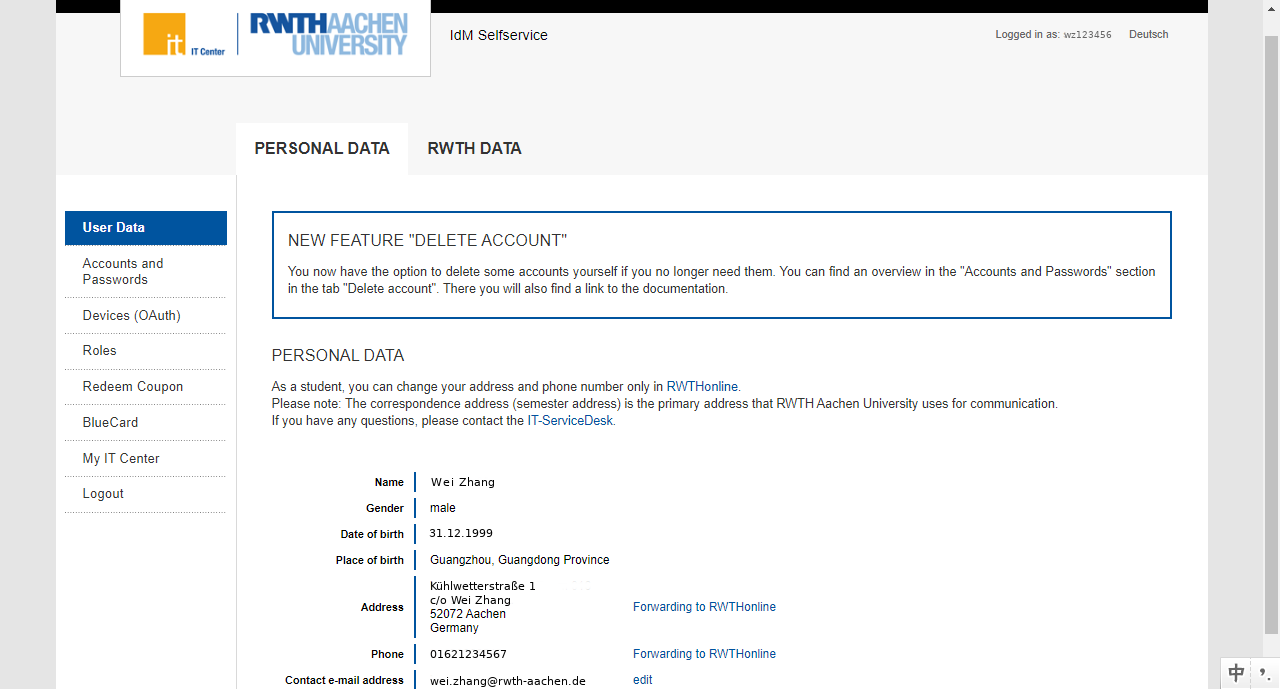 it IT Center
RWTHAACHEN
UNIVERSITY
IdM Selfservice
Logged in as: wz123456
Deutsch
PERSONAL DATA
RWTH DATA
User Data
Accounts and
Passwords
Devices (OAuth)
Roles
Redeem Coupon
BlueCard
My IT Center
Logout
NEW FEATURE "DELETE ACCOUNT"
You now have the option to delete some accounts yourself if you no longer need them. You can find an overview in the "Accounts and Passwords" section
in the tab "Delete account". There you will also find a link to the documentation.
PERSONAL DATA
As a student, you can change your address and phone number only in RWTHonline.
Please note: The correspondence address (semester address) is the primary address that RWTH Aachen University uses for communication.
If you have any questions, please contact the IT-ServiceDesk.
Name Wei Zhang
Gender male
Date of birth 31.12.1999
Place of birth Guangzhou, Guangdong Province
Address
Kühlwetterstraße 1
c/o Wei Zhang
52072 Aachen
Germany
Forwarding to RWTHonline
Phone 01621234567 Forwarding to RWTHonline
Contact e-mail address wei.zhang@rwth-aachen.de edit
中 ，.